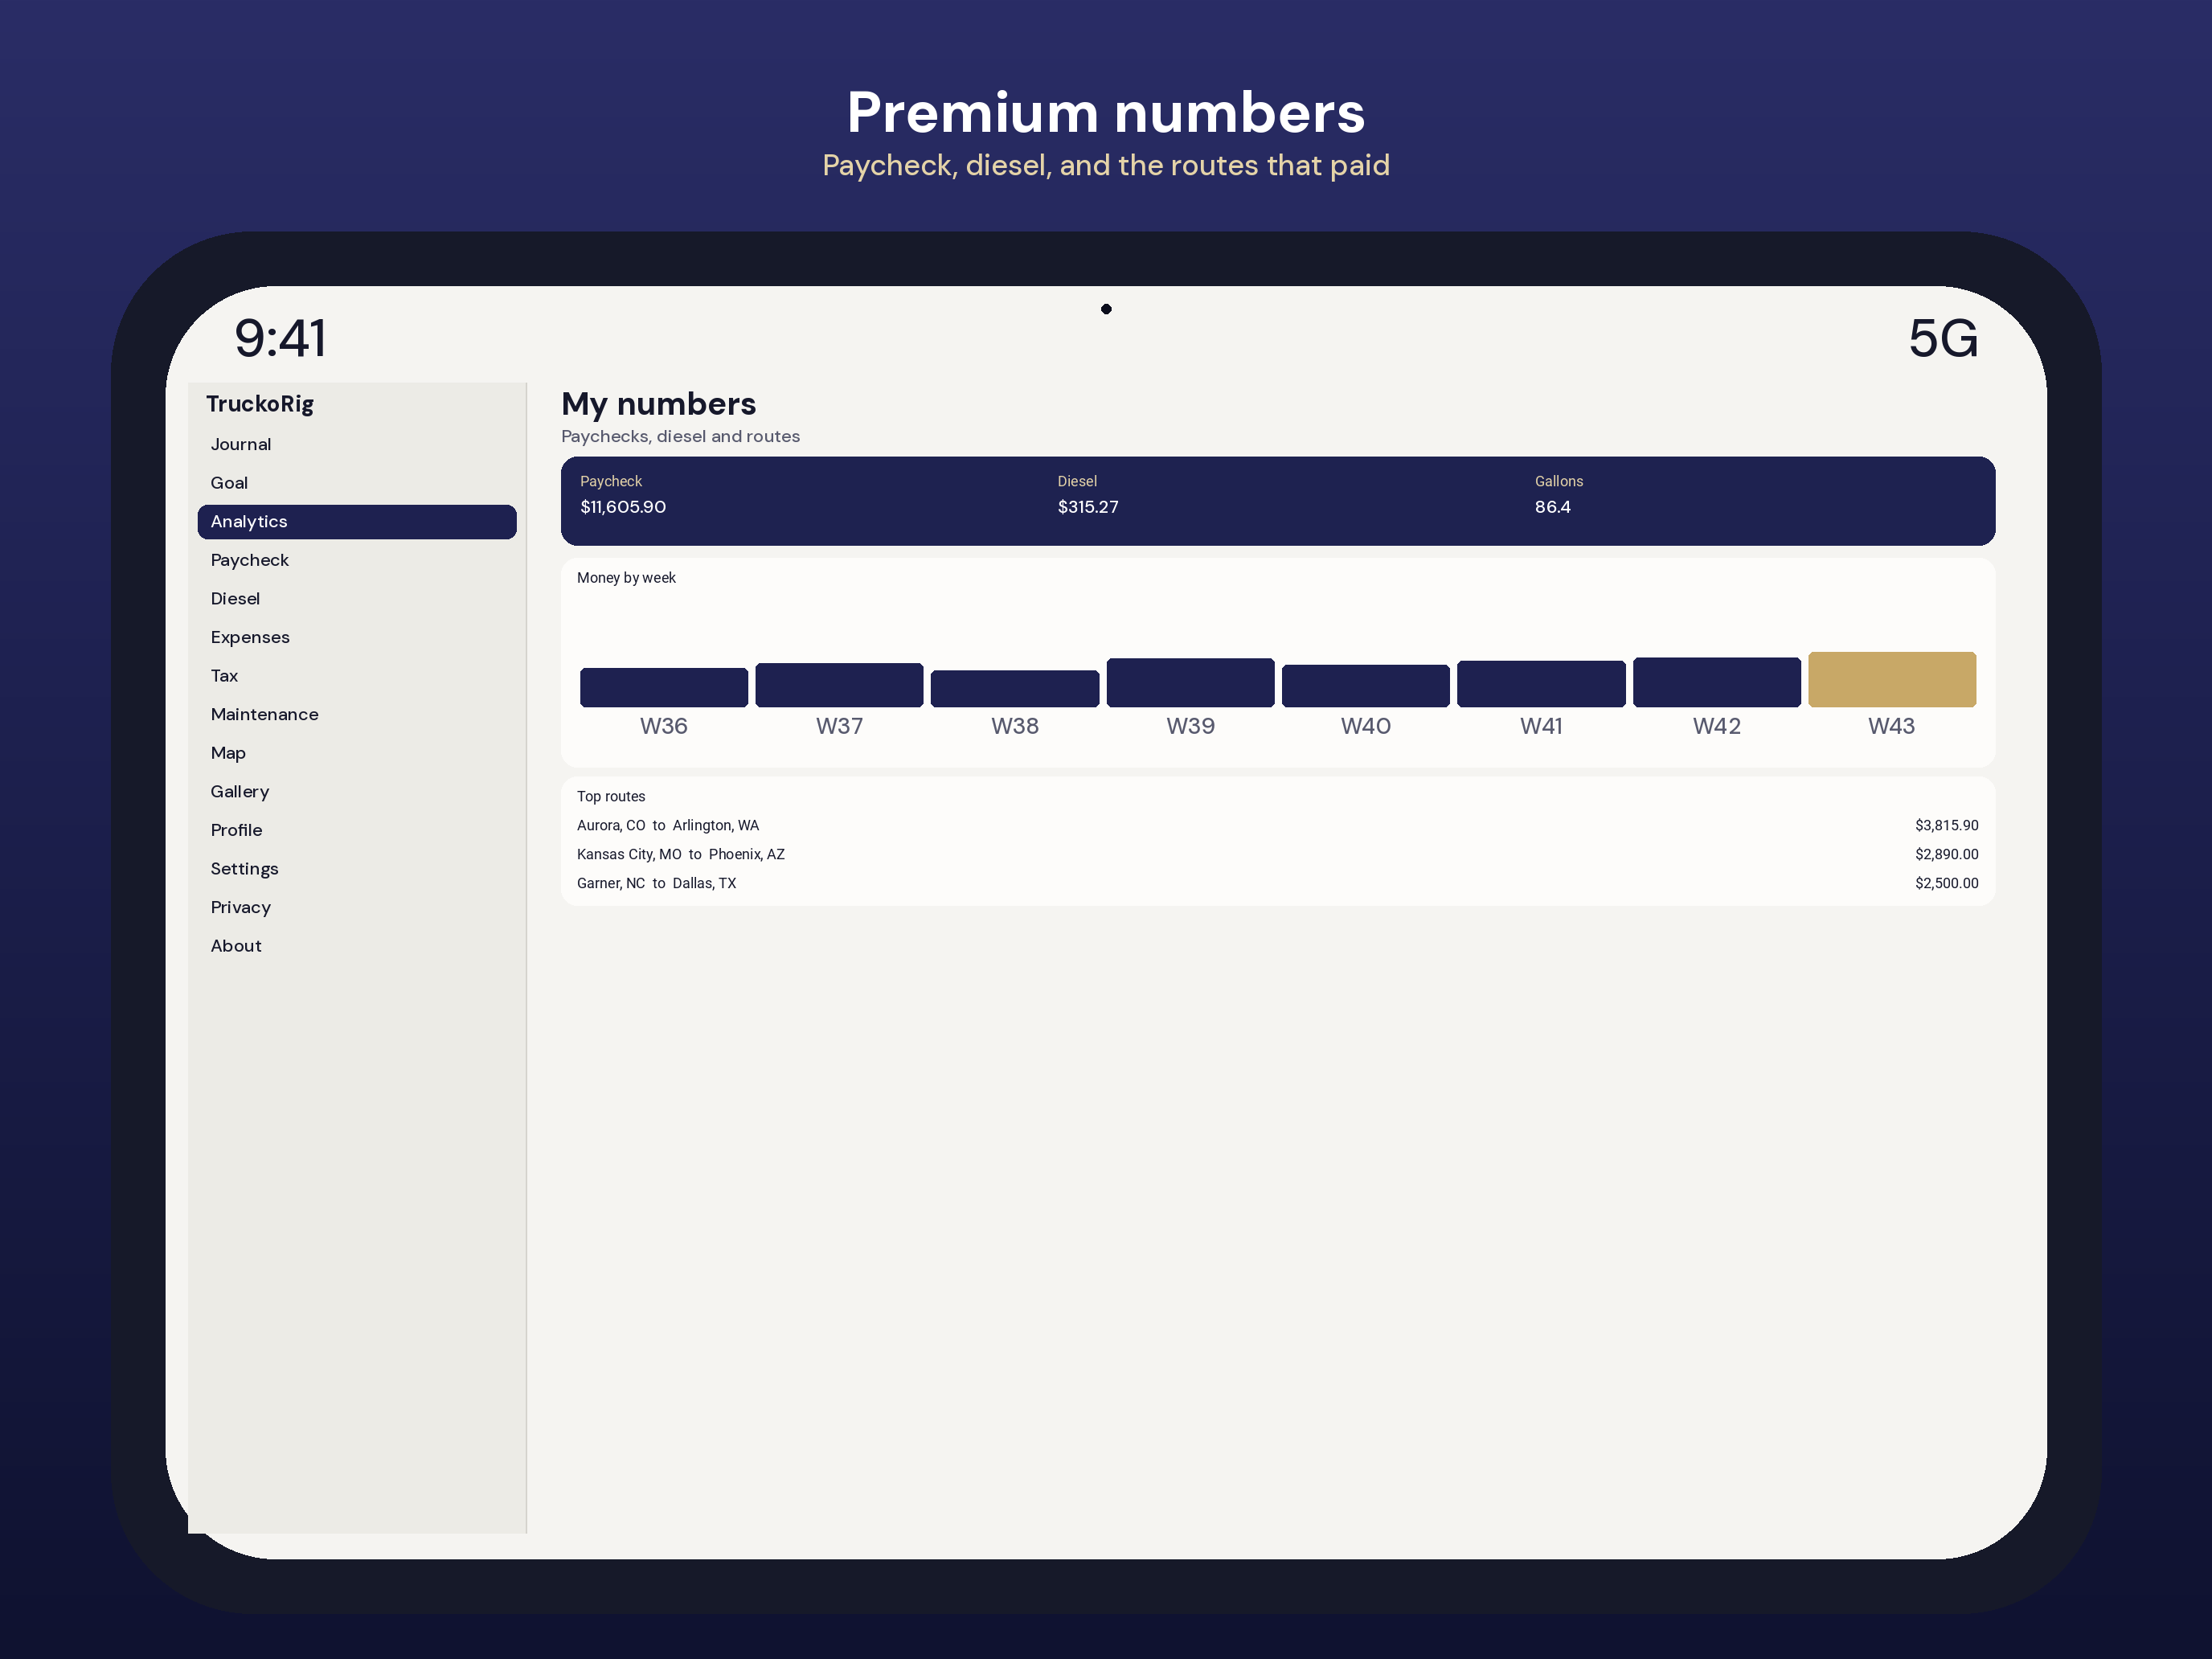 Premium numbers
Paycheck, diesel, and the routes that paid
9:41
5G
TruckoRig
Journal
Goal
Analytics
Paycheck
Diesel
Expenses
Tax
Maintenance
Map
Gallery
Profile
Settings
Privacy
About
My numbers
Paychecks, diesel and routes
Paycheck Diesel Gallons
$11,605.90 $315.27 86.4
Money by week
W36 W37 W38 W39 W40 W41 W42 W43
Top routes
Aurora, CO to Arlington, WA $3,815.90
Kansas City, MO to Phoenix, AZ $2,890.00
Garner, NC to Dallas, TX $2,500.00